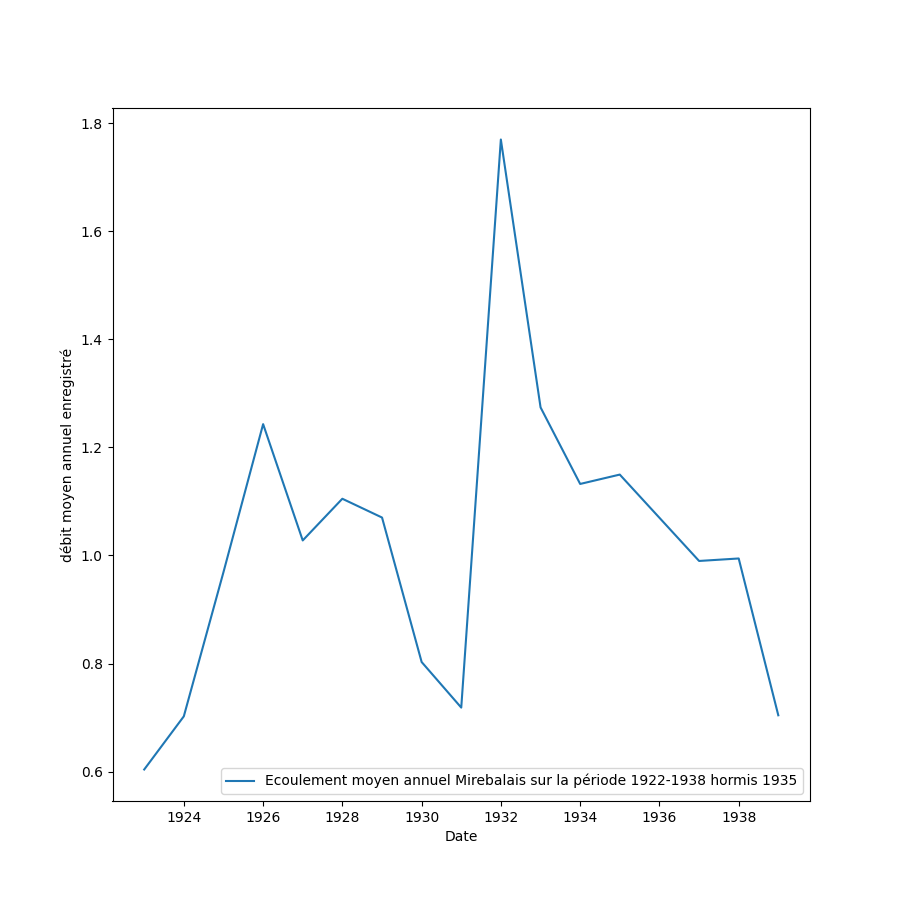 1.8
1.6
1.4
1.2
1.0
0.8
0.6
débit moyen annuel enregistré
Ecoulement moyen annuel Mirebalais sur la période 1922-1938 hormis 1935
1924 1926 1928 1930 1932 1934 1936 1938
Date